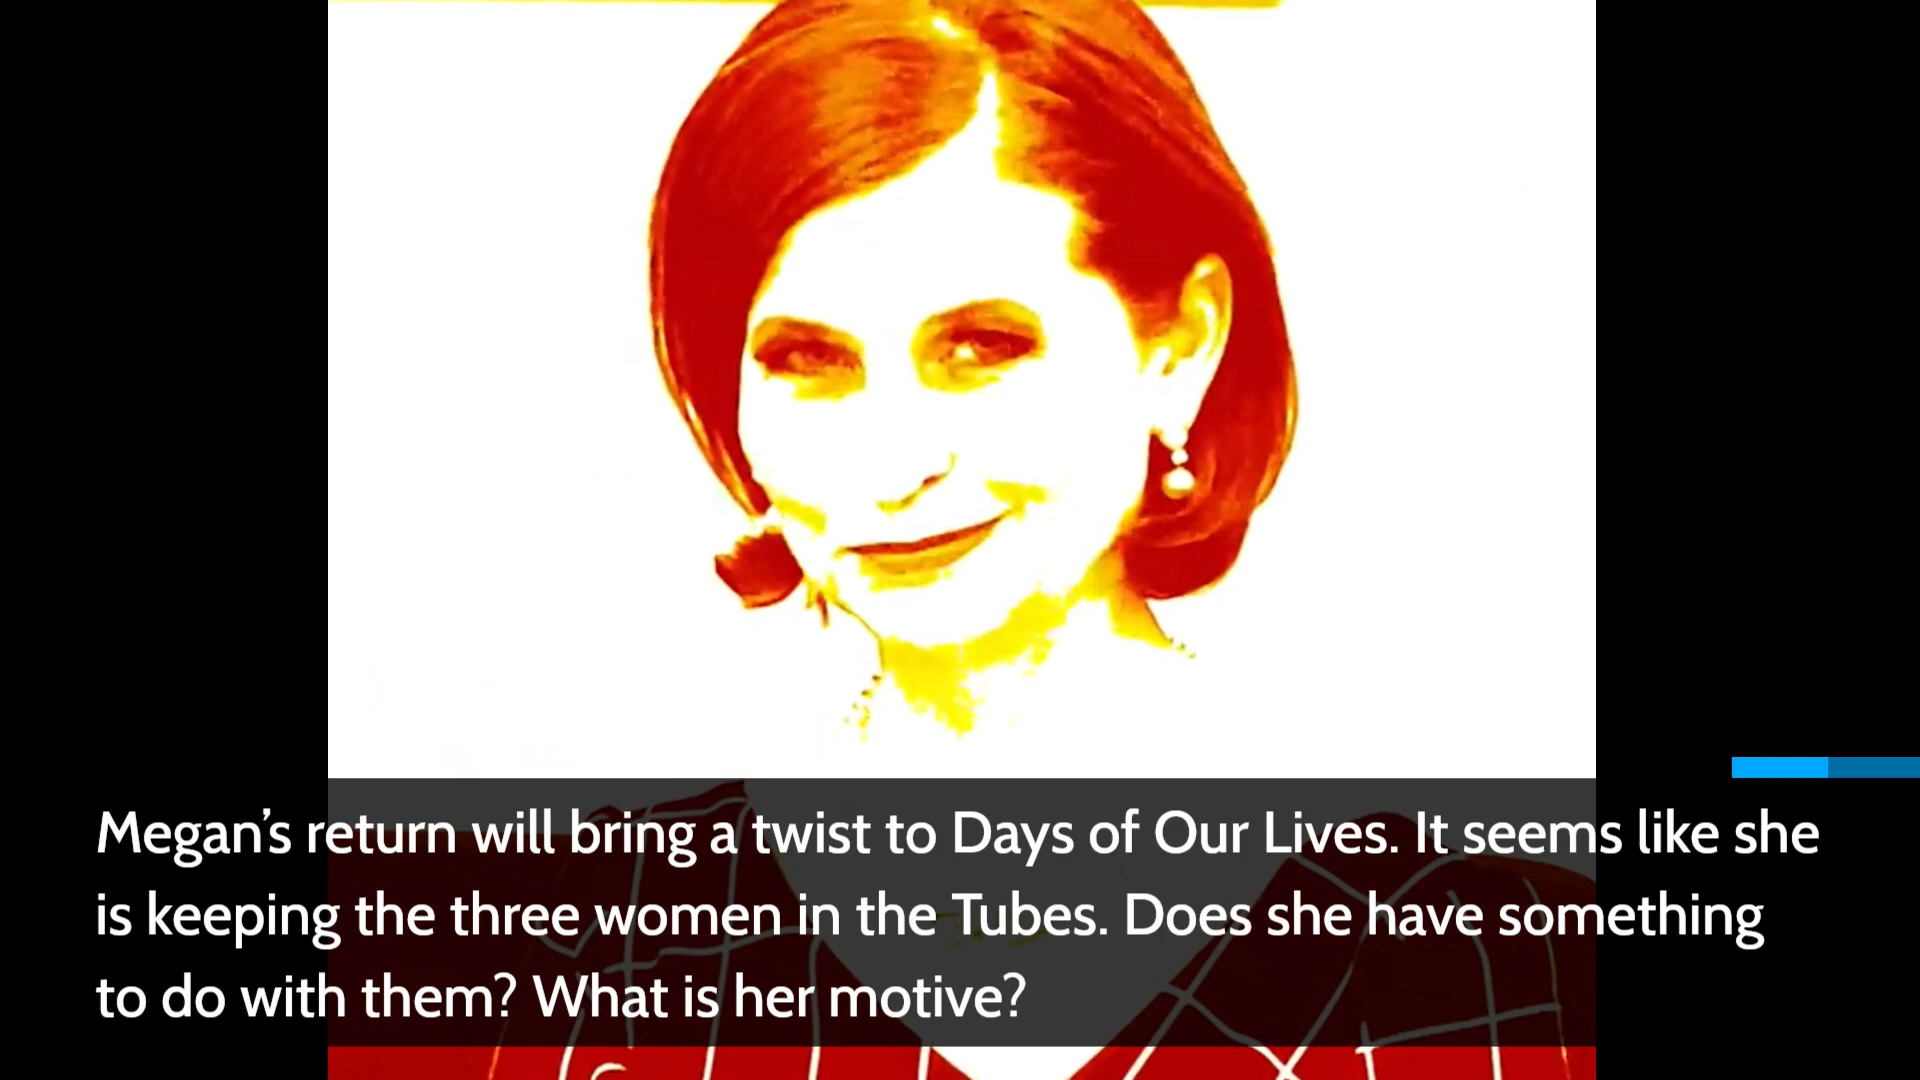 Megan’s return will bring a twist to Days of Our Lives. It seems like she
is keeping the three women in the Tubes. Does she have something
to do with them? What is her motive?